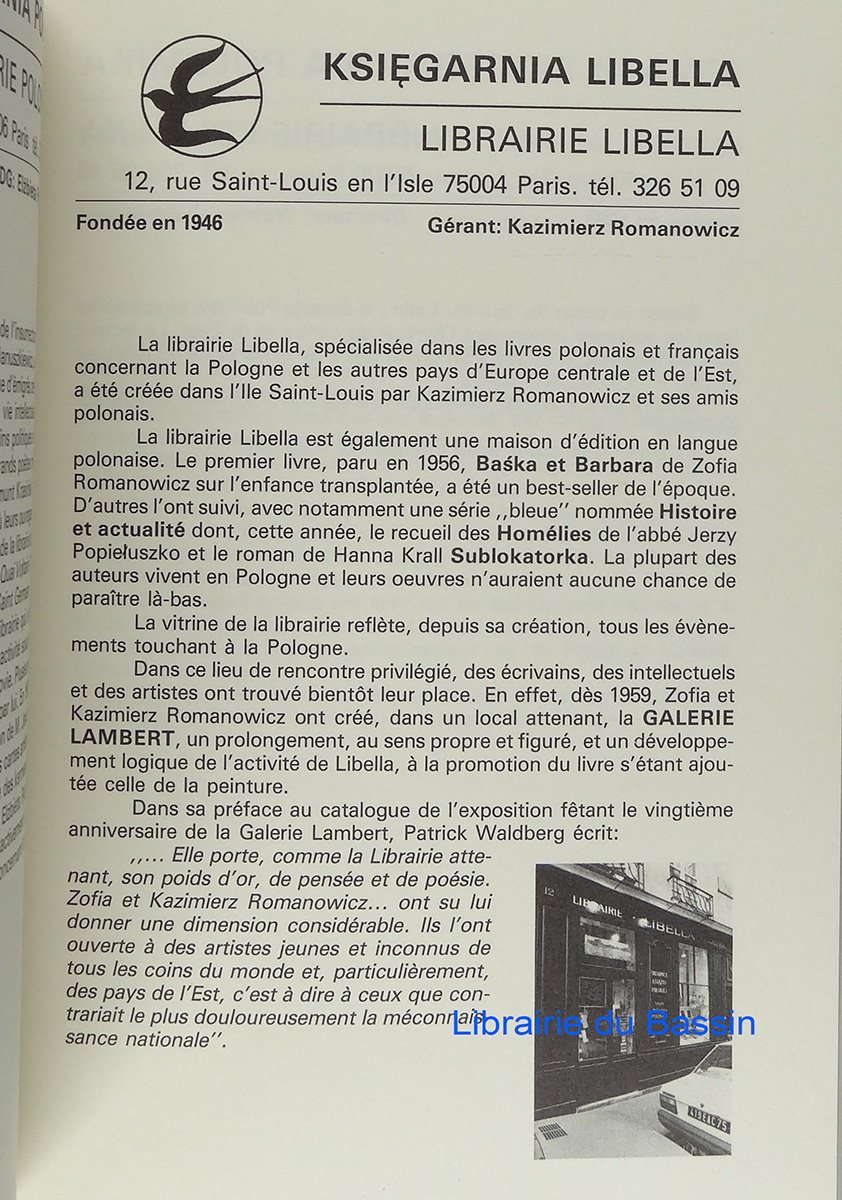 KSIĘGARNIA LIBELLA
LIBRAIRIE LIBELLA
12, rue Saint-Louis en l'Isle 75004 Paris. tél. 326 51 09
Fondée en 1946 Gérant: Kazimierz Romanowicz
La librairie Libella, spécialisée dans les livres polonais et français
concernant la Pologne et les autres pays d'Europe centrale et de l'Est,
a été créée dans l'Ile Saint-Louis par Kazimierz Romanowicz et ses amis
polonais.
La librairie Libella est également une maison d'édition en langue
polonaise. Le premier livre, paru en 1956, Baśka et Barbara de Zofia
Romanowicz sur l'enfance transplantée, a été un best-seller de l'époque.
D'autres l'ont suivi, avec notamment une série ,,bleue'' nommée Histoire
et actualité dont, cette année, le recueil des Homélies de l'abbé Jerzy
Popiełuszko et le roman de Hanna Krall Sublokatorka. La plupart des
auteurs vivent en Pologne et leurs oeuvres n'auraient aucune chance de
paraître là-bas.
La vitrine de la librairie reflète, depuis sa création, tous les évène-
ments touchant à la Pologne.
Dans ce lieu de rencontre privilégié, des écrivains, des intellectuels
et des artistes ont trouvé bientôt leur place. En effet, dès 1959, Zofia et
Kazimierz Romanowicz ont créé, dans un local attenant, la GALERIE
LAMBERT, un prolongement, au sens propre et figuré, et un développe-
ment logique de l'activité de Libella, à la promotion du livre s'étant ajou-
tée celle de la peinture.
Dans sa préface au catalogue de l'exposition fêtant le vingtième
anniversaire de la Galerie Lambert, Patrick Waldberg écrit:
,,... Elle porte, comme la Librairie atte-
nant, son poids d'or, de pensée et de poésie.
Zofia et Kazimierz Romanowicz... ont su lui
donner une dimension considérable. Ils l'ont
ouverte à des artistes jeunes et inconnus de
tous les coins du monde et, particulièrement,
des pays de l'Est, c'est à dire à ceux que con-
trariait le plus douloureusement la méconnais-
sance nationale''.
12 LIBRAIRIE · LIBELLA
Librairie du Bassin